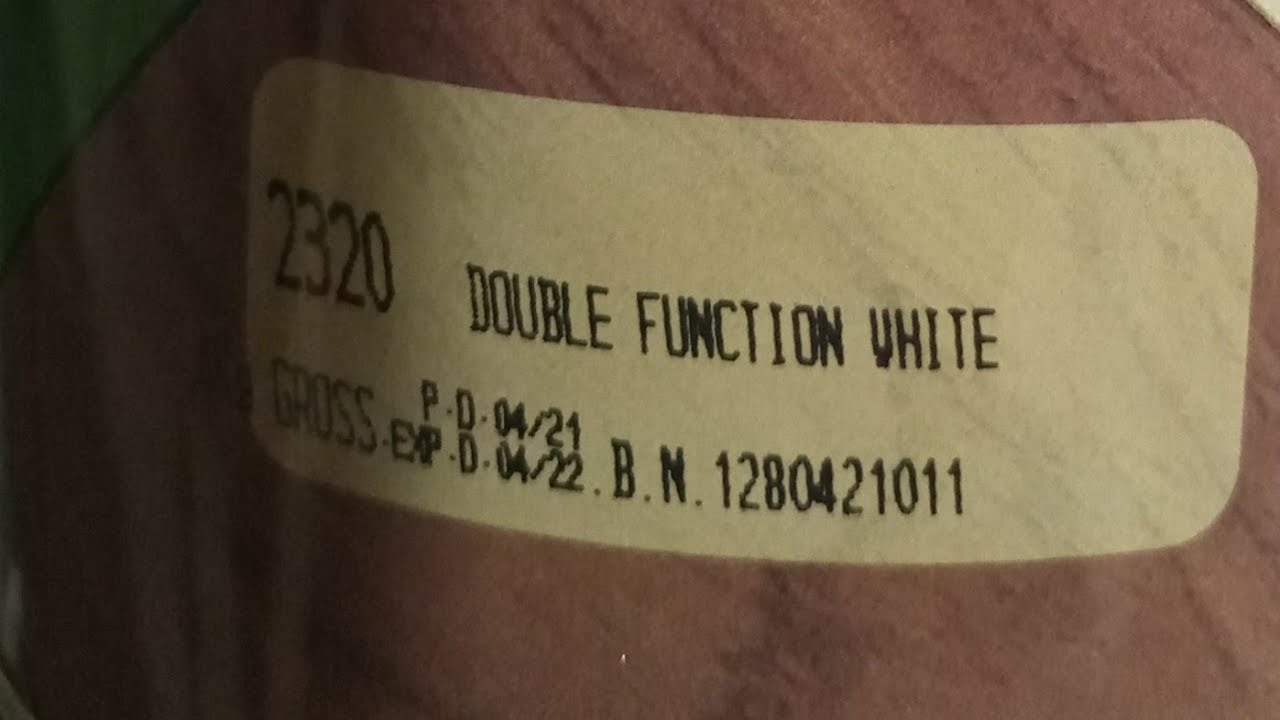 2320 DOUBLE FUNCTION WHITE
P.D.04/21
GROSS.EXP.D.04/22.B.N.1280421011